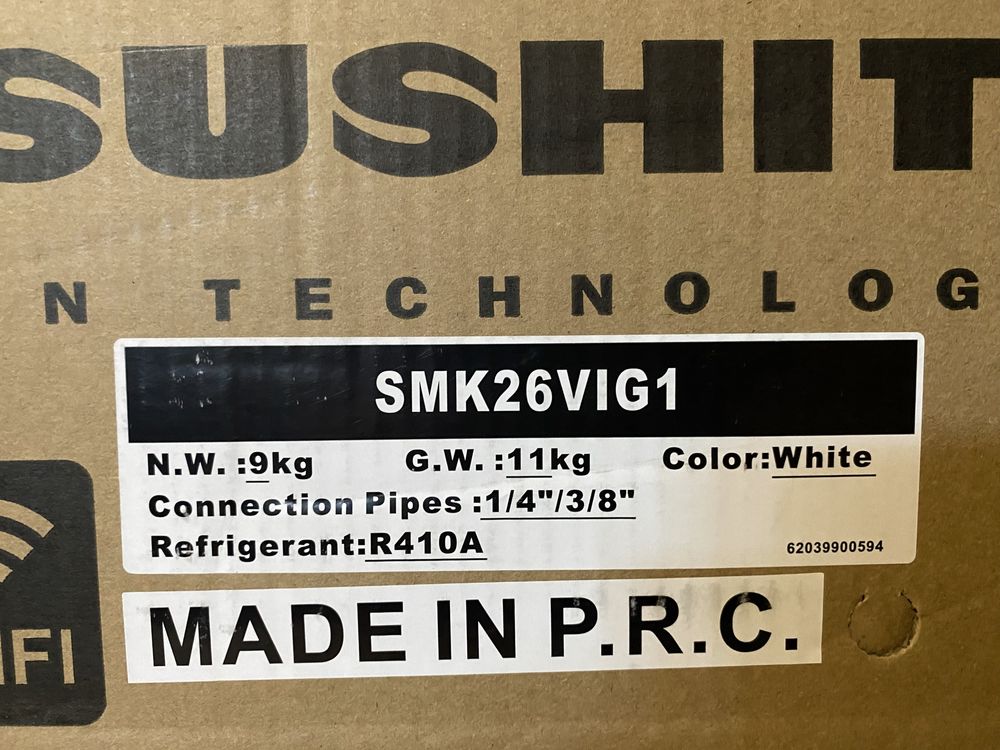 SUSHIT
N TECHNOLOG
SMK26VIG1
N.W. :9kg G.W. :11kg Color:White
Connection Pipes :1/4"/3/8"
Refrigerant:R410A
62039900594
MADE IN P.R.C.
FI